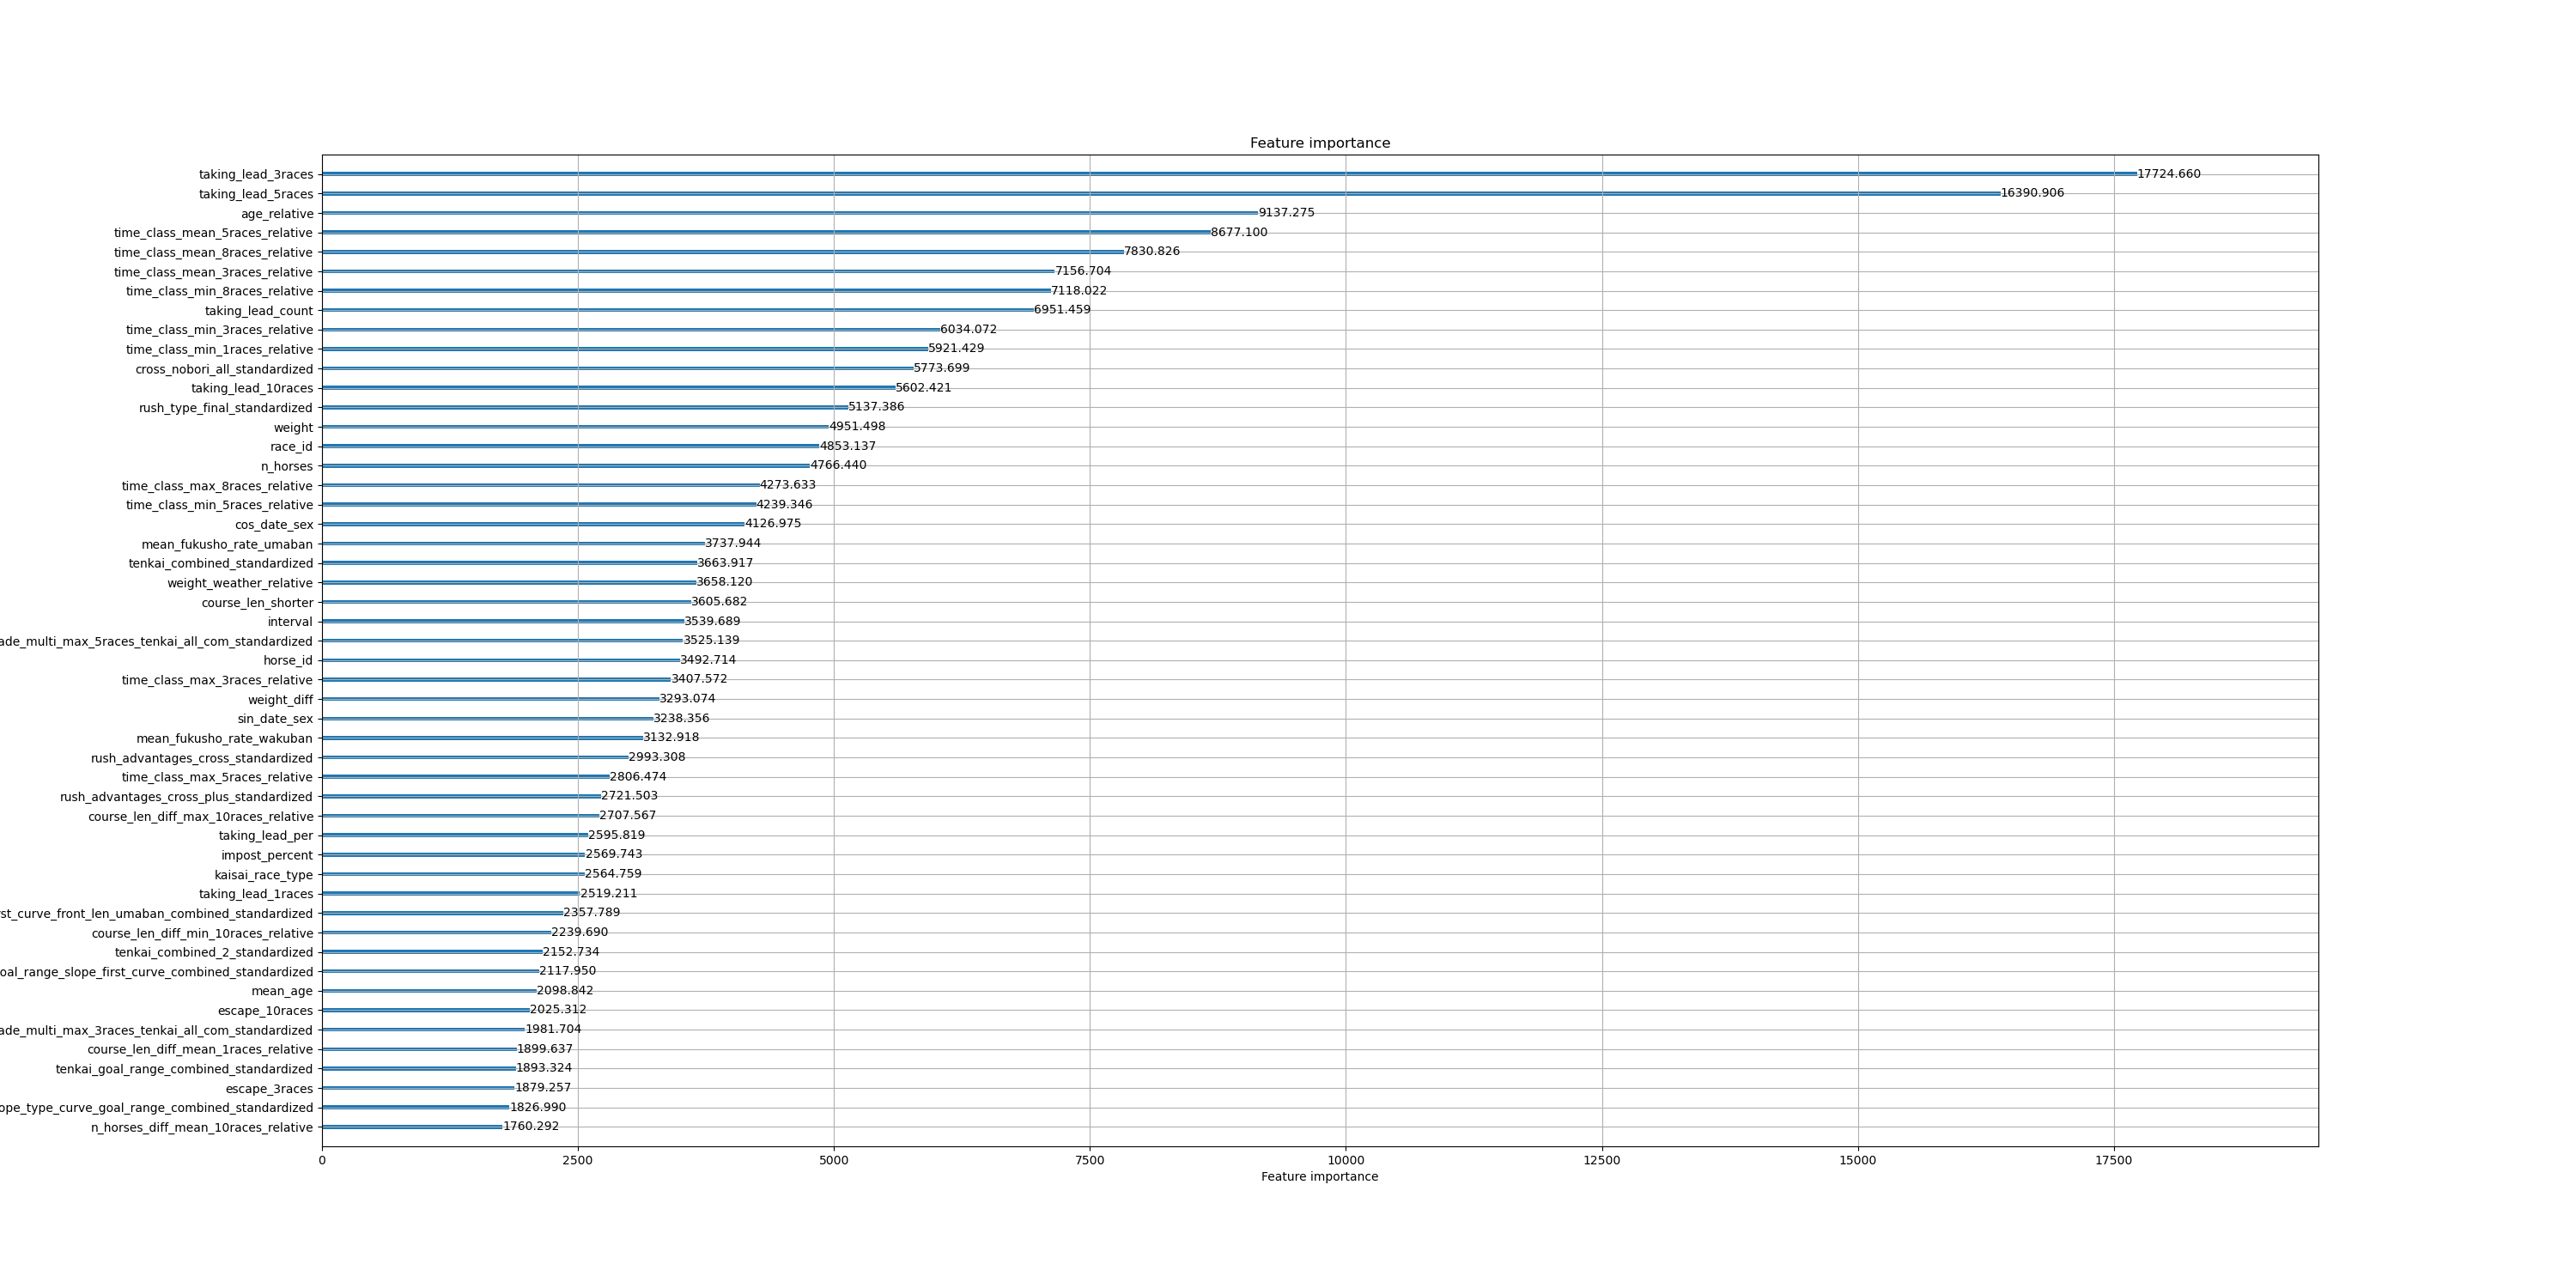 Feature importance
taking_lead_3races 17724.660
taking_lead_5races 16390.906
age_relative 9137.275
time_class_mean_5races_relative 8677.100
time_class_mean_8races_relative 7830.826
time_class_mean_3races_relative 7156.704
time_class_min_8races_relative 7118.022
taking_lead_count 6951.459
time_class_min_3races_relative 6034.072
time_class_min_1races_relative 5921.429
cross_nobori_all_standardized 5773.699
taking_lead_10races 5602.421
rush_type_final_standardized 5137.386
weight 4951.498
race_id 4853.137
n_horses 4766.440
time_class_max_8races_relative 4273.633
time_class_min_5races_relative 4239.346
cos_date_sex 4126.975
mean_fukusho_rate_umaban 3737.944
tenkai_combined_standardized 3663.917
weight_weather_relative 3658.120
course_len_shorter 3605.682
interval 3539.689
ade_multi_max_5races_tenkai_all_com_standardized 3525.139
horse_id 3492.714
time_class_max_3races_relative 3407.572
weight_diff 3293.074
sin_date_sex 3238.356
mean_fukusho_rate_wakuban 3132.918
rush_advantages_cross_standardized 2993.308
time_class_max_5races_relative 2806.474
rush_advantages_cross_plus_standardized 2721.503
course_len_diff_max_10races_relative 2707.567
taking_lead_per 2595.819
impost_percent 2569.743
kaisai_race_type 2564.759
taking_lead_1races 2519.211
st_curve_front_len_umaban_combined_standardized 2357.789
course_len_diff_min_10races_relative 2239.690
tenkai_combined_2_standardized 2152.734
oal_range_slope_first_curve_combined_standardized 2117.950
mean_age 2098.842
escape_10races 2025.312
ade_multi_max_3races_tenkai_all_com_standardized 1981.704
course_len_diff_mean_1races_relative 1899.637
tenkai_goal_range_combined_standardized 1893.324
escape_3races 1879.257
ope_type_curve_goal_range_combined_standardized 1826.990
n_horses_diff_mean_10races_relative 1760.292
0 2500 5000 7500 10000 12500 15000 17500
Feature importance